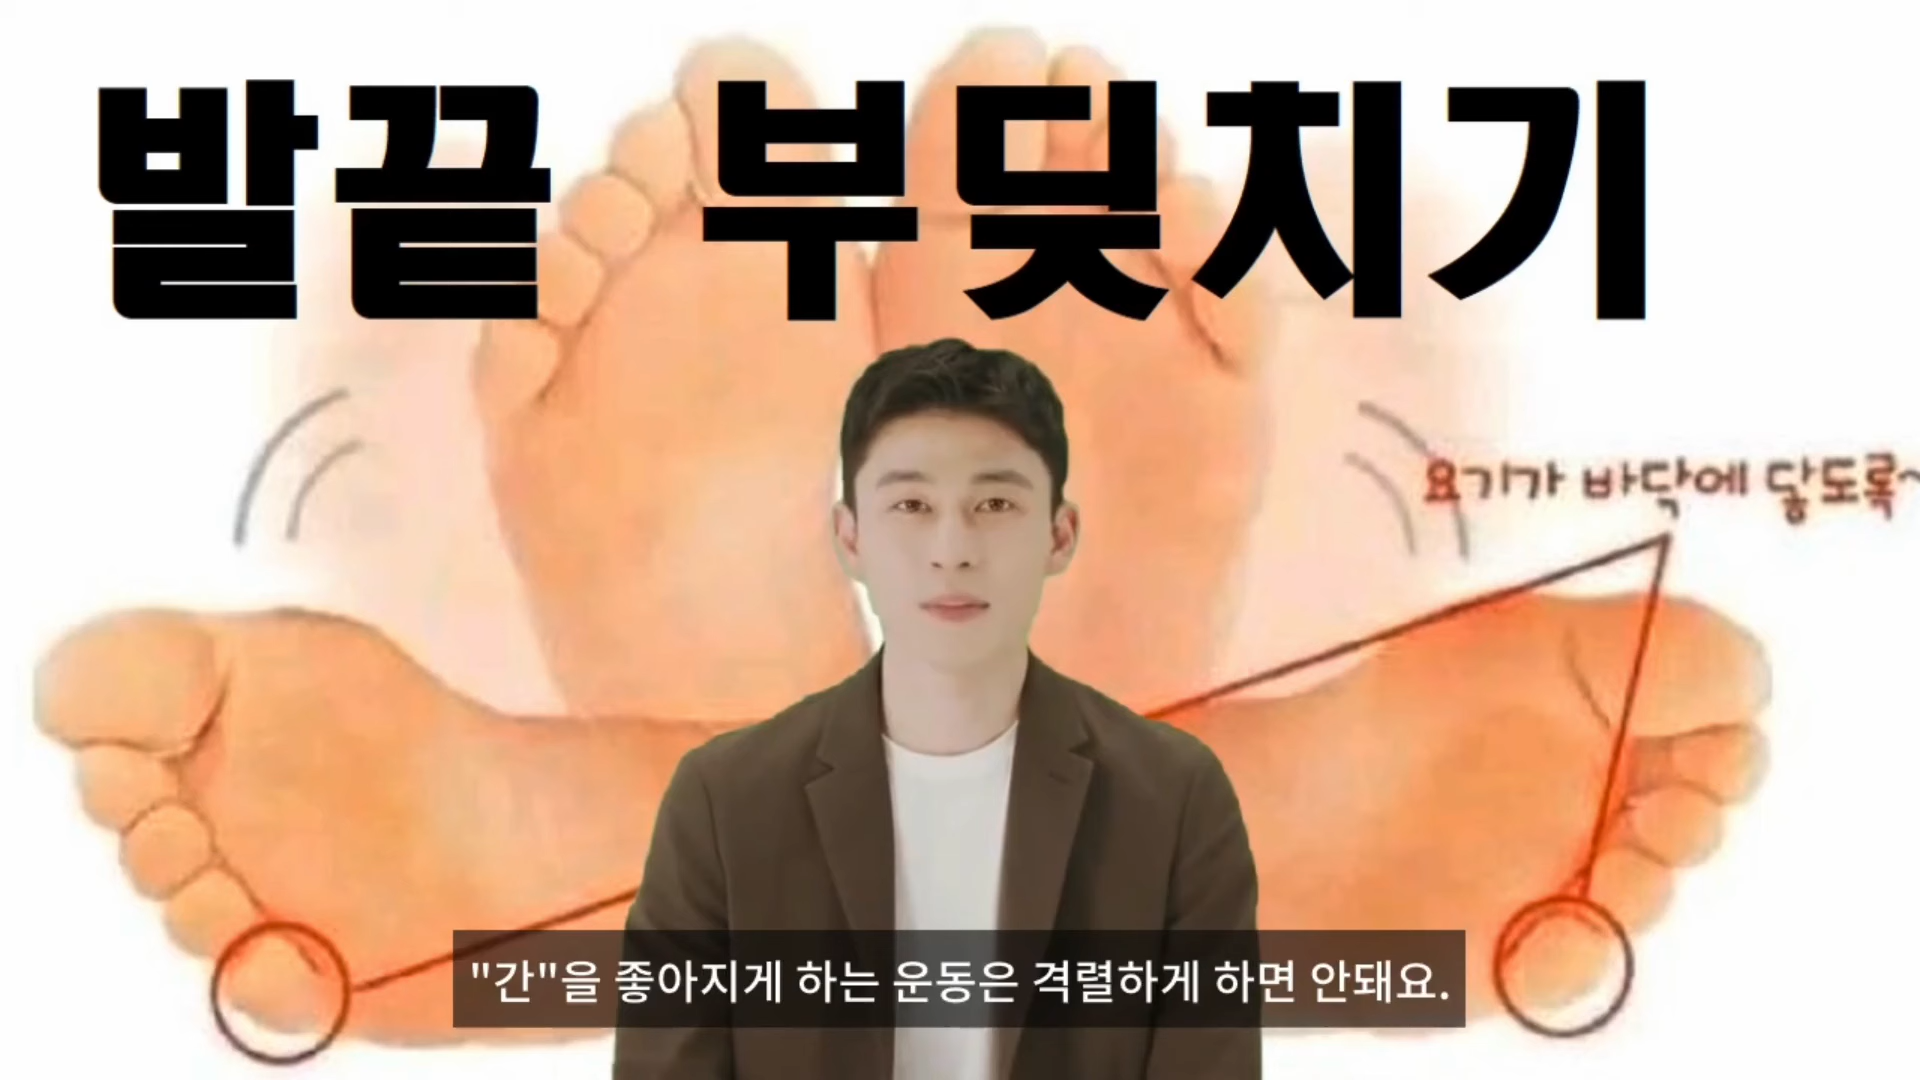 발끝 부딪치기
요기가 바닥에 닿도록~
"간"을 좋아지게 하는 운동은 격렬하게 하면 안돼요.